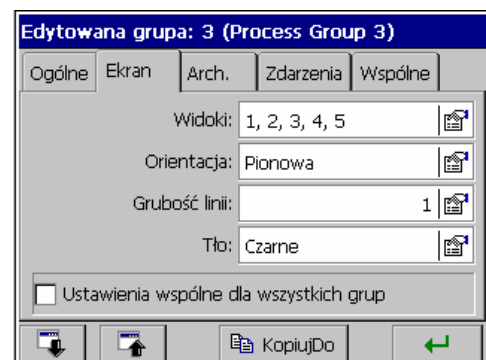 Edytowana grupa: 3 (Process Group 3)
Ogólne Ekran Arch. Zdarzenia Wspólne
Widoki: 1, 2, 3, 4, 5
Orientacja: Pionowa
Grubość linii: 1
Tło: Czarne
Ustawienia wspólne dla wszystkich grup
KopiujDo